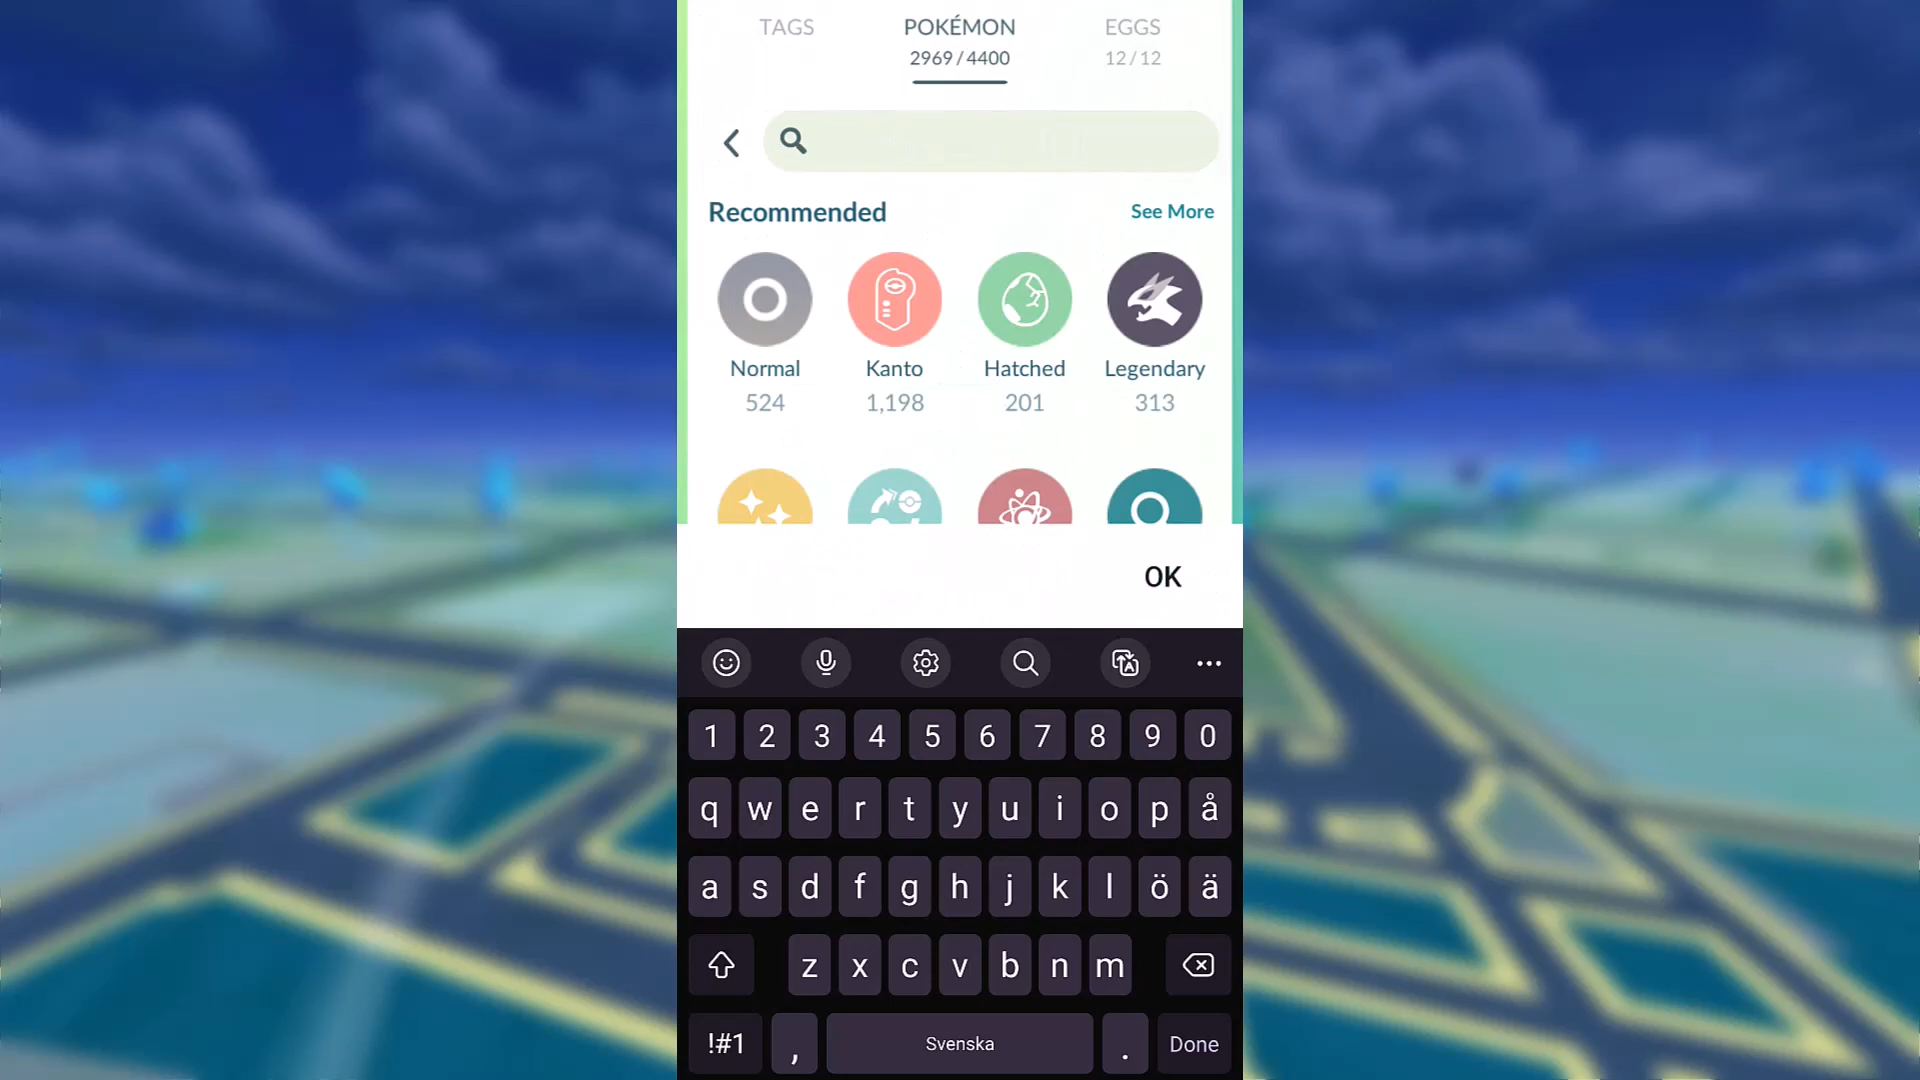 TAGS POKÉMON EGGS
2969 / 4400 12 / 12
Recommended See More
Normal Kanto Hatched Legendary
524 1,198 201 313
OK
1 2 3 4 5 6 7 8 9 0
q w e r t y u i o p å
a s d f g h j k l ö ä
z x c v b n m
!#1 , Svenska . Done